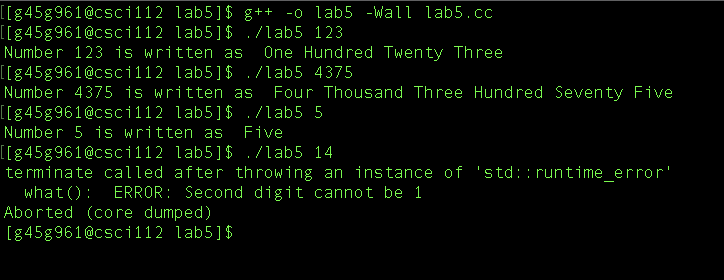 [[g45g961@csci112 lab5]$ g++ -o lab5 -Wall lab5.cc
[[g45g961@csci112 lab5]$ ./lab5 123
Number 123 is written as  One Hundred Twenty Three
[[g45g961@csci112 lab5]$ ./lab5 4375
Number 4375 is written as  Four Thousand Three Hundred Seventy Five
[[g45g961@csci112 lab5]$ ./lab5 5
Number 5 is written as  Five
[[g45g961@csci112 lab5]$ ./lab5 14
terminate called after throwing an instance of 'std::runtime_error'
  what():  ERROR: Second digit cannot be 1
Aborted (core dumped)
[g45g961@csci112 lab5]$